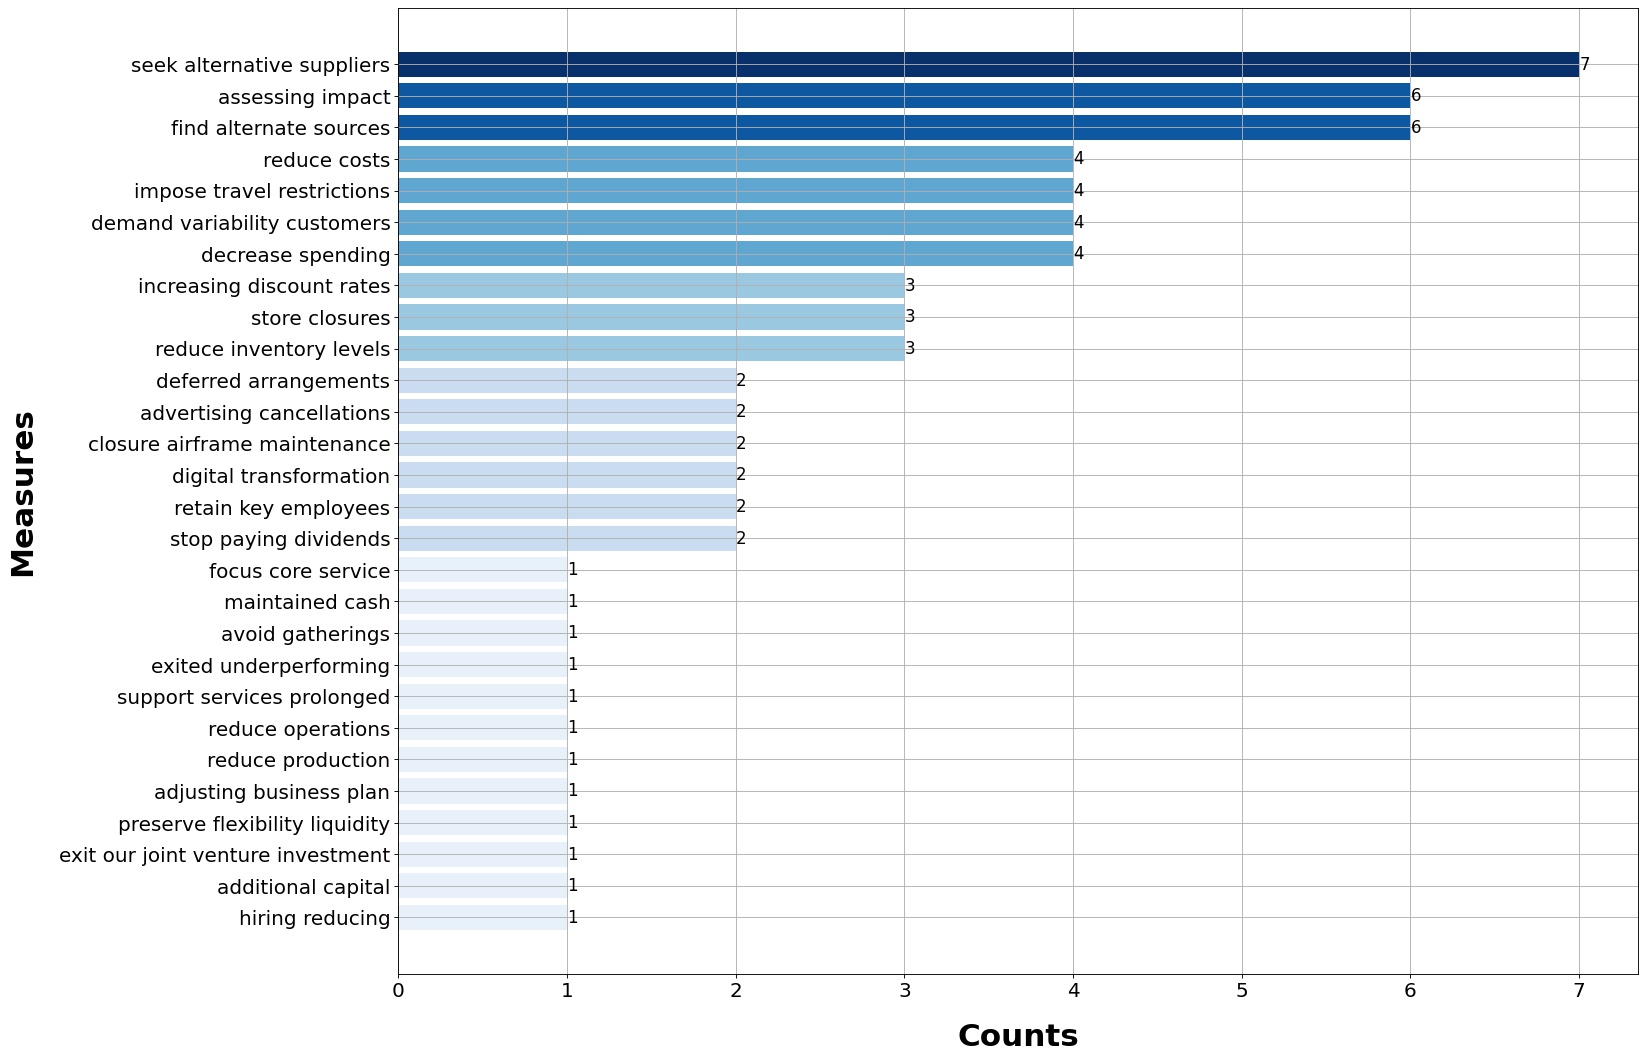 seek alternative suppliers 7
assessing impact 6
find alternate sources 6
reduce costs 4
impose travel restrictions 4
demand variability customers 4
decrease spending 4
increasing discount rates 3
store closures 3
reduce inventory levels 3
deferred arrangements 2
advertising cancellations 2
closure airframe maintenance 2
digital transformation 2
retain key employees 2
stop paying dividends 2
focus core service 1
maintained cash 1
avoid gatherings 1
exited underperforming 1
support services prolonged 1
reduce operations 1
reduce production 1
adjusting business plan 1
preserve flexibility liquidity 1
exit our joint venture investment 1
additional capital 1
hiring reducing 1
Measures
0 1 2 3 4 5 6 7
Counts